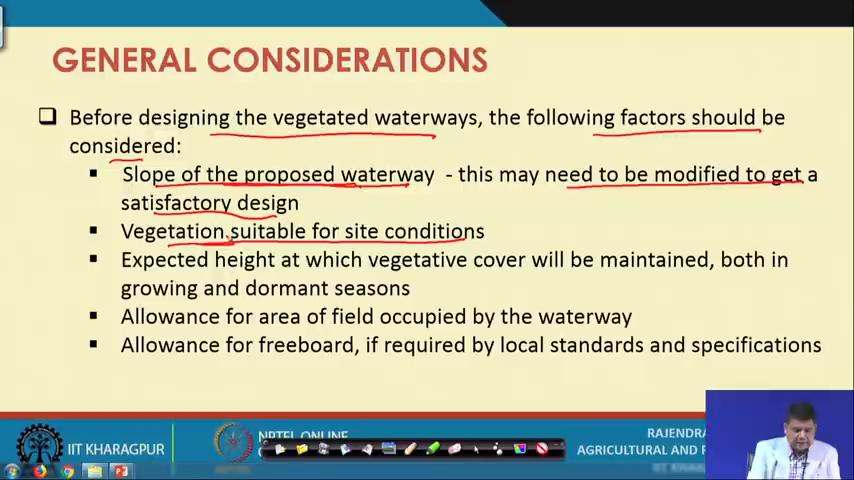 GENERAL CONSIDERATIONS
Before designing the vegetated waterways, the following factors should be
considered:
Slope of the proposed waterway - this may need to be modified to get a
satisfactory design
Vegetation suitable for site conditions
Expected height at which vegetative cover will be maintained, both in
growing and dormant seasons
Allowance for area of field occupied by the waterway
Allowance for freeboard, if required by local standards and specifications
IIT KHARAGPUR
NPTEL ONLINE
RAJENDRA
AGRICULTURAL AND